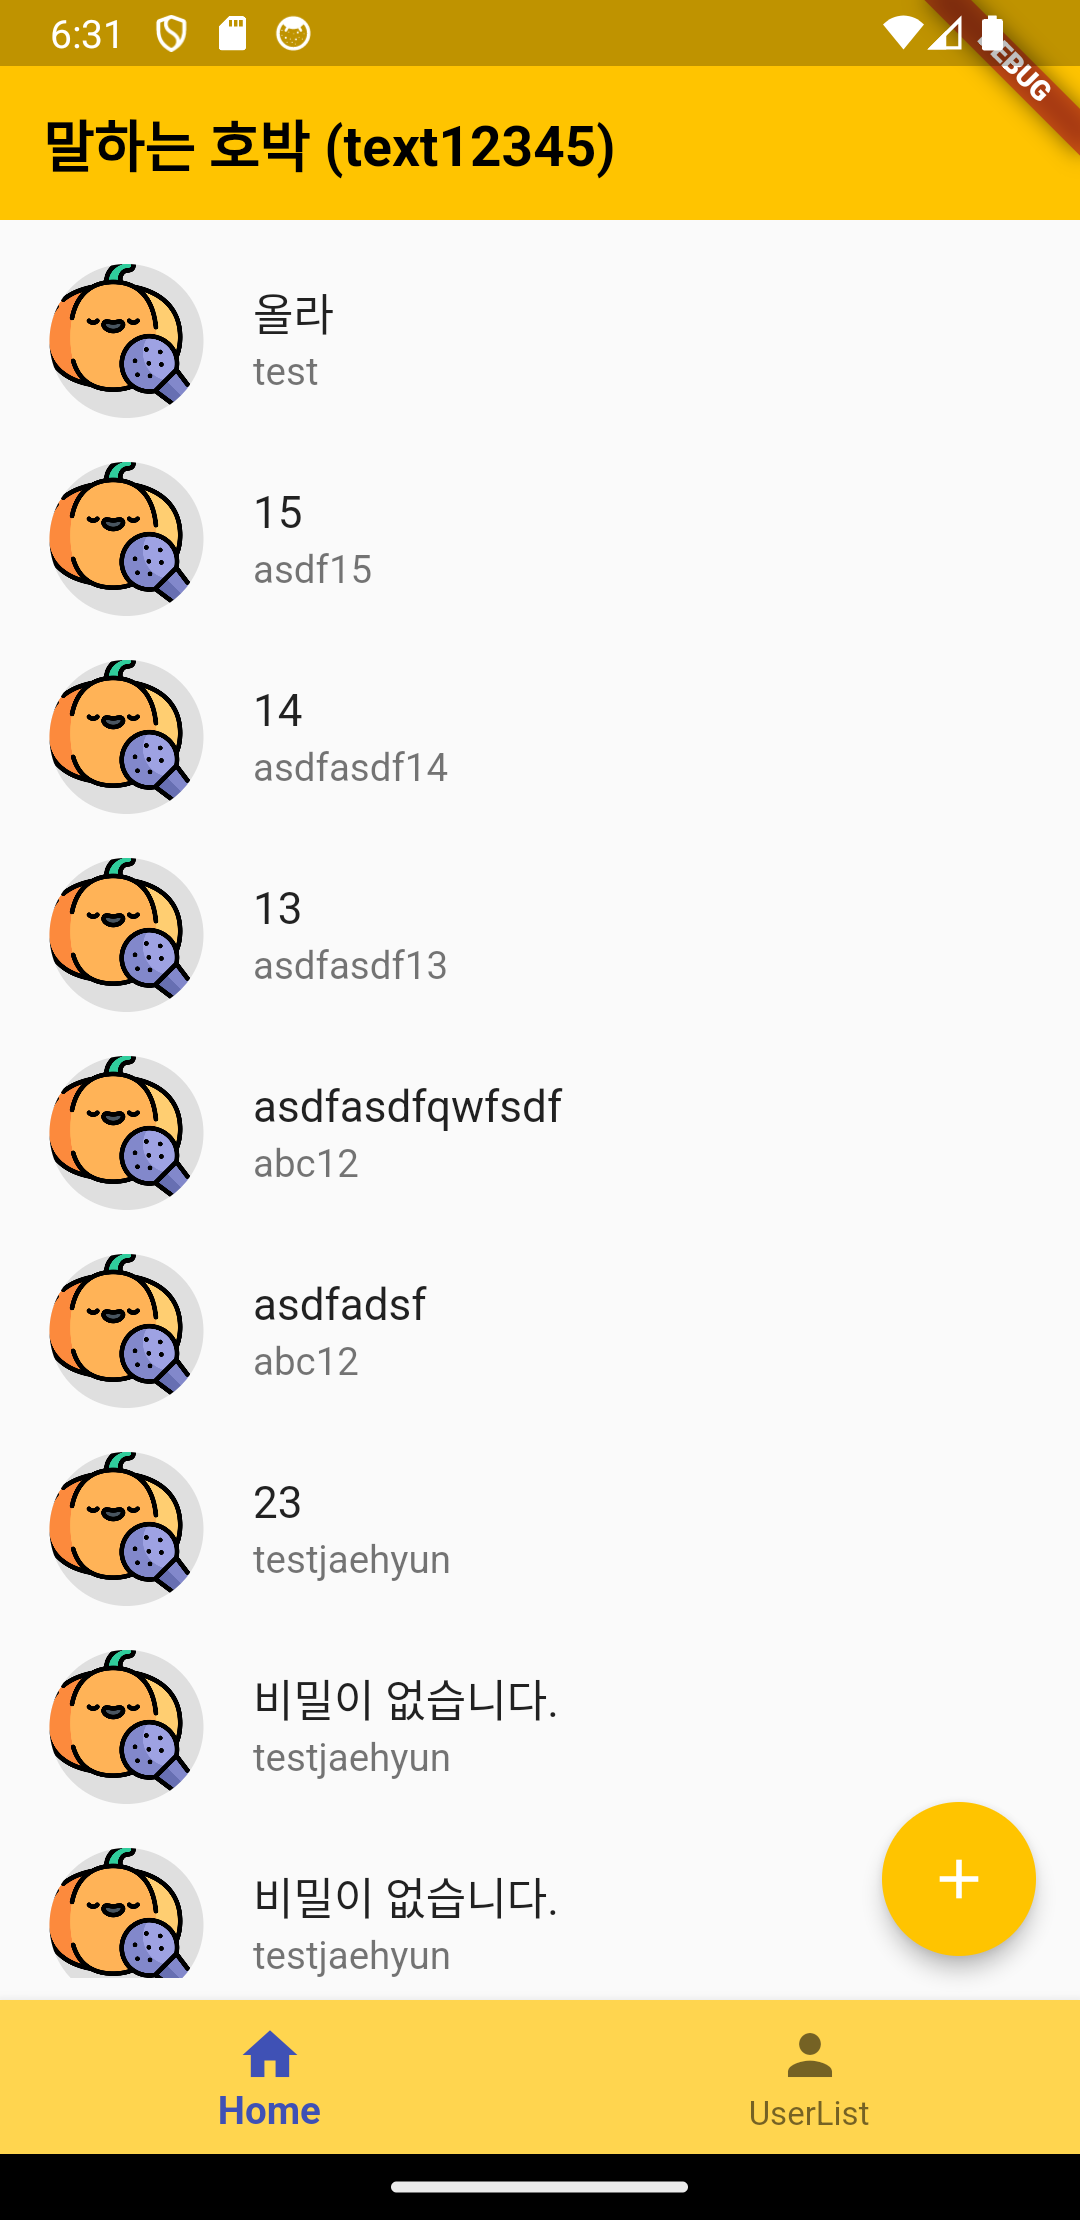 6:31
DEBUG
말하는 호박 (text12345)
올라
test
15
asdf15
14
asdfasdf14
13
asdfasdf13
asdfasdfqwfsdf
abc12
asdfadsf
abc12
23
testjaehyun
비밀이 없습니다.
testjaehyun
비밀이 없습니다.
testjaehyun
Home
UserList